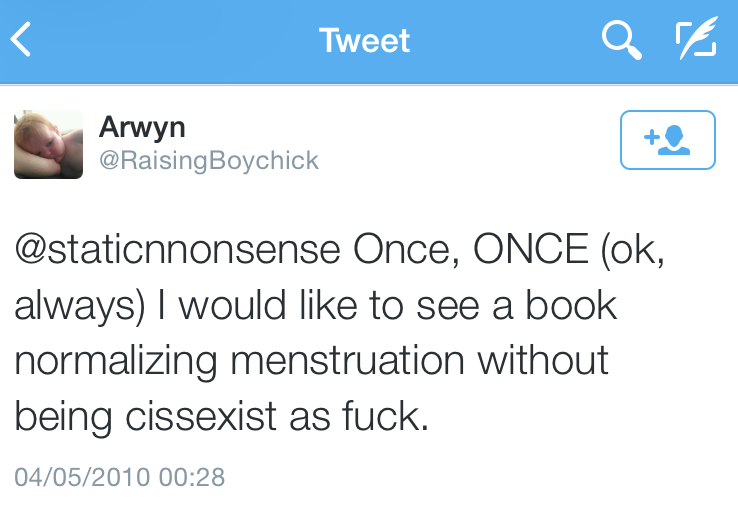 Tweet
Arwyn
@RaisingBoychick
@staticnnonsense Once, ONCE (ok,
always) I would like to see a book
normalizing menstruation without
being cissexist as fuck.
04/05/2010 00:28